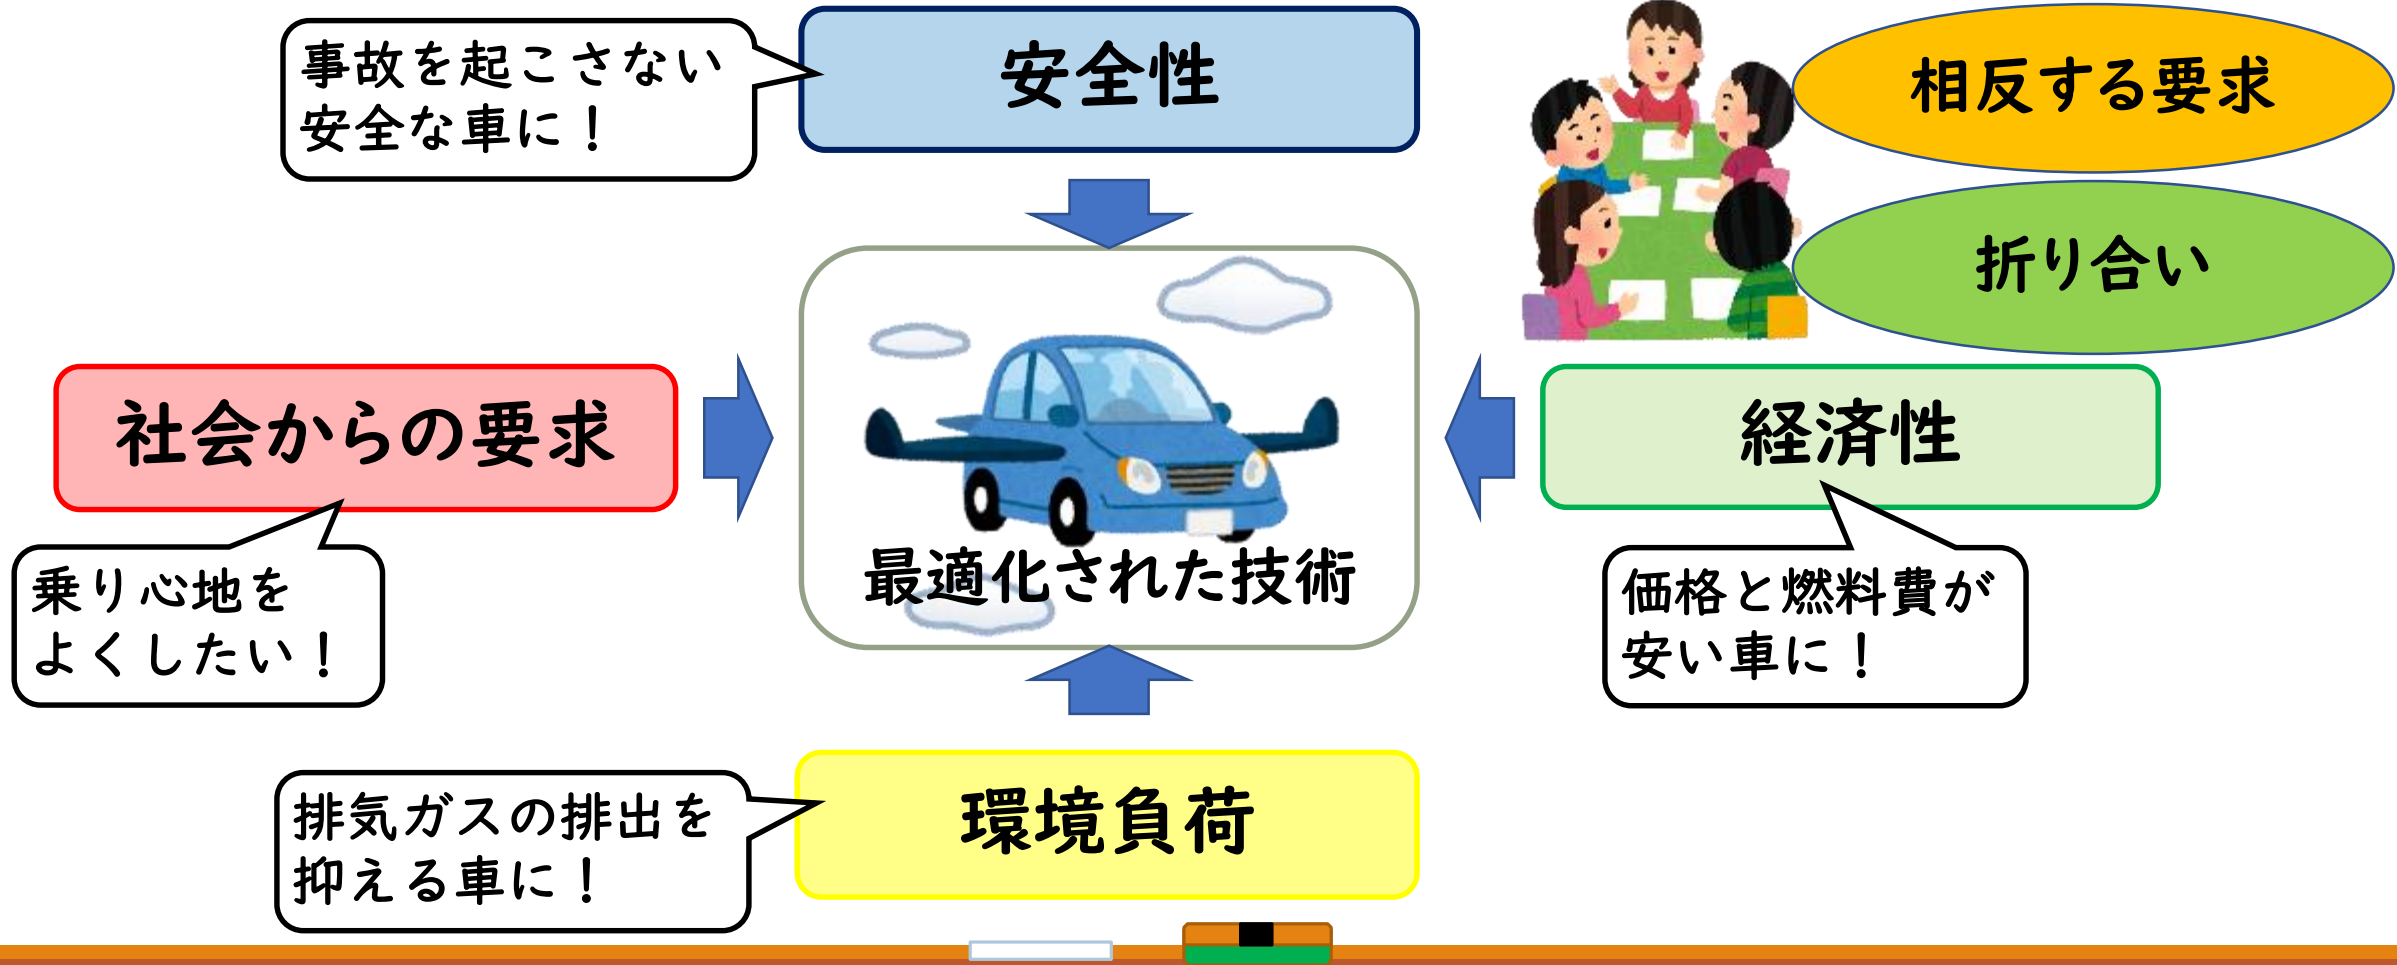 事故を起こさない
安全な車に！
安全性
相反する要求
折り合い
社会からの要求
経済性
乗り心地を
よくしたい！
最適化された技術
価格と燃料費が
安い車に！
排気ガスの排出を
抑える車に！
環境負荷